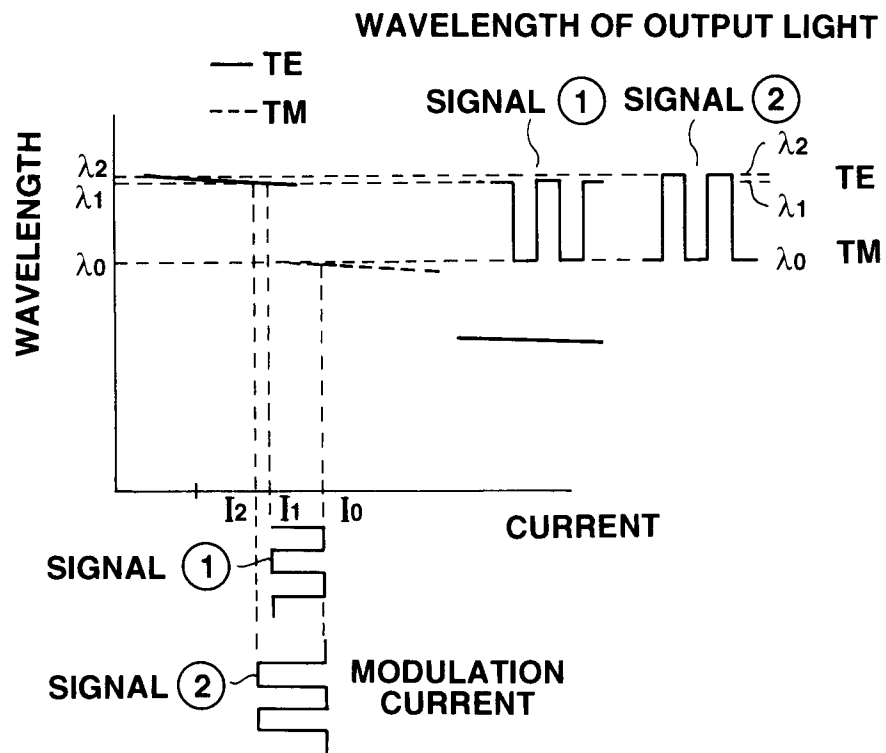 WAVELENGTH OF OUTPUT LIGHT
TE
TM
SIGNAL 1
SIGNAL 2
WAVELENGTH
λ2
λ1
λ0
λ2
TE
λ1
λ0
TM
I2
I1
I0
CURRENT
SIGNAL 1
SIGNAL 2
MODULATION
CURRENT